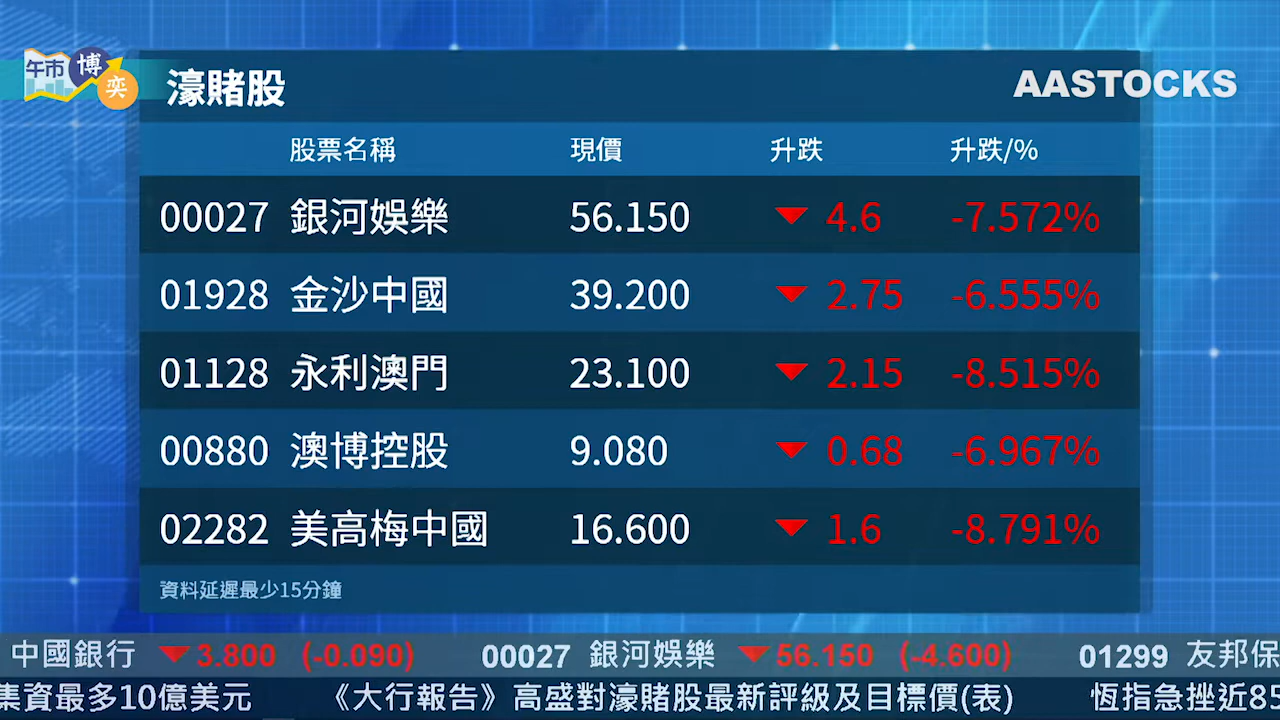 午市博奕
濠賭股 AASTOCKS
股票名稱 現價 升跌 升跌/%
00027 銀河娛樂 56.150 ▼ 4.6 -7.572%
01928 金沙中國 39.200 ▼ 2.75 -6.555%
01128 永利澳門 23.100 ▼ 2.15 -8.515%
00880 澳博控股 9.080 ▼ 0.68 -6.967%
02282 美高梅中國 16.600 ▼ 1.6 -8.791%
資料延遲最少15分鐘
中國銀行 ▼3.800 (-0.090) 00027 銀河娛樂 ▼56.150 (-4.600) 01299 友邦保
集資最多10億美元 《大行報告》高盛對濠賭股最新評級及目標價(表) 恆指急挫近85